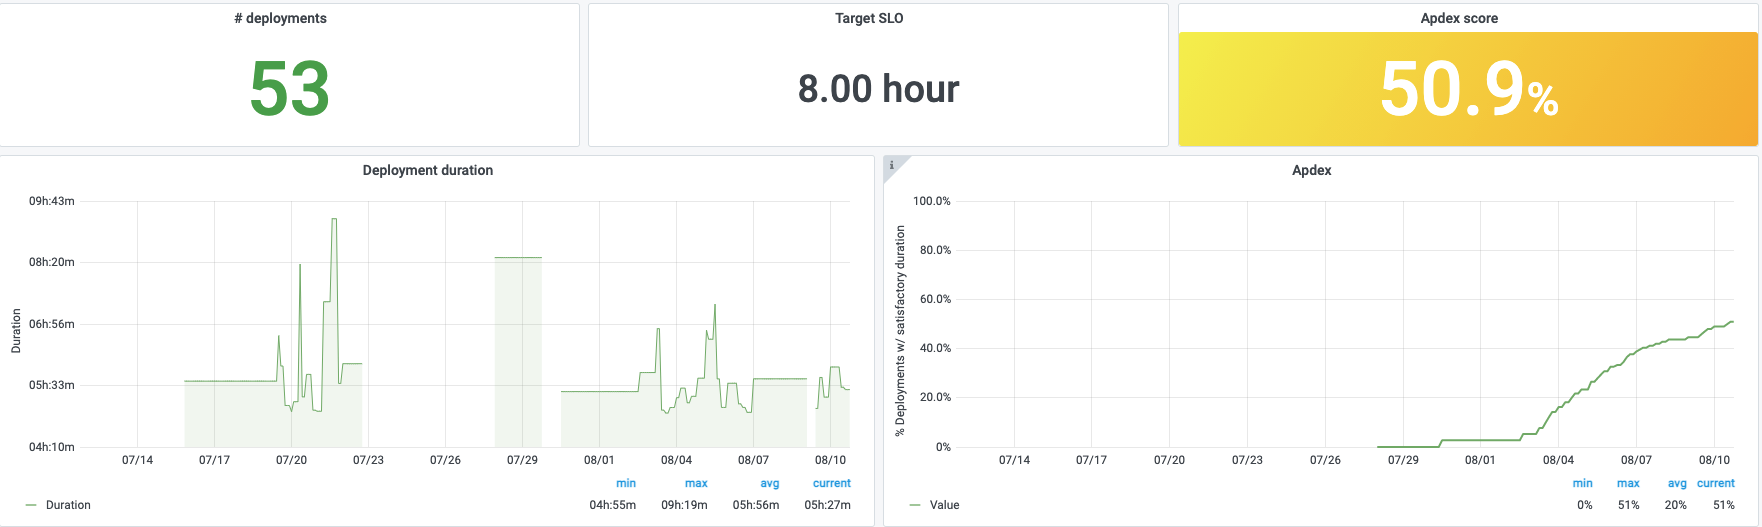 # deployments
53
Target SLO
8.00 hour
Apdex score
50.9%
Deployment duration
Duration
09h:43m
08h:20m
06h:56m
05h:33m
04h:10m
07/14 07/17 07/20 07/23 07/26 07/29 08/01 08/04 08/07 08/10
min max avg current
Duration 04h:55m 09h:19m 05h:56m 05h:27m
i
Apdex
% Deployments w/ satisfactory duration
100.0%
80.0%
60.0%
40.0%
20.0%
0%
07/14 07/17 07/20 07/23 07/26 07/29 08/01 08/04 08/07 08/10
min max avg current
Value 0% 51% 20% 51%